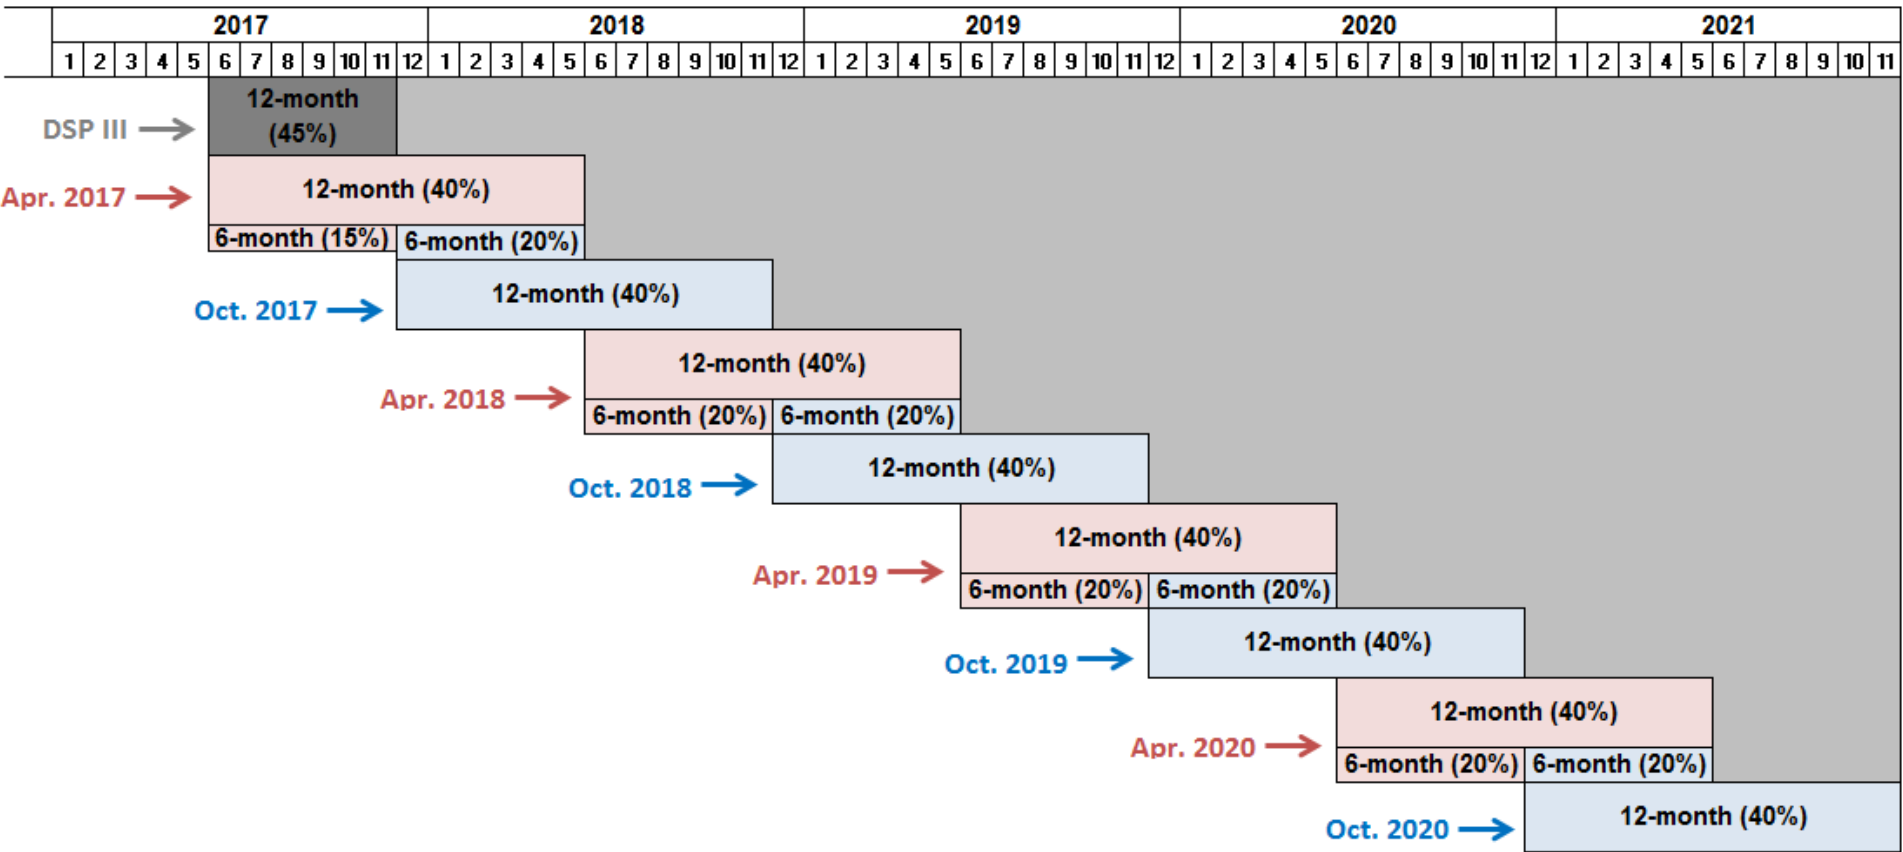 2017 2018 2019 2020 2021
1 2 3 4 5 6 7 8 9 10 11 12 1 2 3 4 5 6 7 8 9 10 11 12 1 2 3 4 5 6 7 8 9 10 11 12 1 2 3 4 5 6 7 8 9 10 11 12 1 2 3 4 5 6 7 8 9 10 11
12-month
(45%)
DSP III
12-month (40%)
Apr. 2017
6-month (15%) 6-month (20%)
12-month (40%)
Oct. 2017
12-month (40%)
Apr. 2018
6-month (20%) 6-month (20%)
12-month (40%)
Oct. 2018
12-month (40%)
Apr. 2019
6-month (20%) 6-month (20%)
12-month (40%)
Oct. 2019
12-month (40%)
Apr. 2020
6-month (20%) 6-month (20%)
12-month (40%)
Oct. 2020